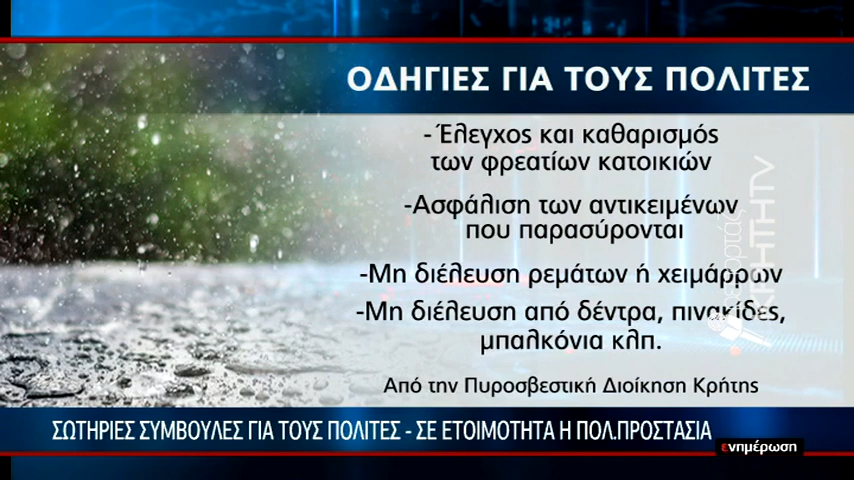 ΟΔΗΓΙΕΣ ΓΙΑ ΤΟΥΣ ΠΟΛΙΤΕΣ
- Έλεγχος και καθαρισμός
των φρεατίων κατοικιών
-Ασφάλιση των αντικειμένων
που παρασύρονται
-Μη διέλευση ρεμάτων ή χειμάρρων
-Μη διέλευση από δέντρα, πινακίδες,
μπαλκόνια κλπ.
Από την Πυροσβεστική Διοίκηση Κρήτης
ΚΡΗΤΗTV
ΣΩΤΗΡΙΕΣ ΣΥΜΒΟΥΛΕΣ ΓΙΑ ΤΟΥΣ ΠΟΛΙΤΕΣ - ΣΕ ΕΤΟΙΜΟΤΗΤΑ Η ΠΟΛ.ΠΡΟΣΤΑΣΙΑ
ενημέρωση